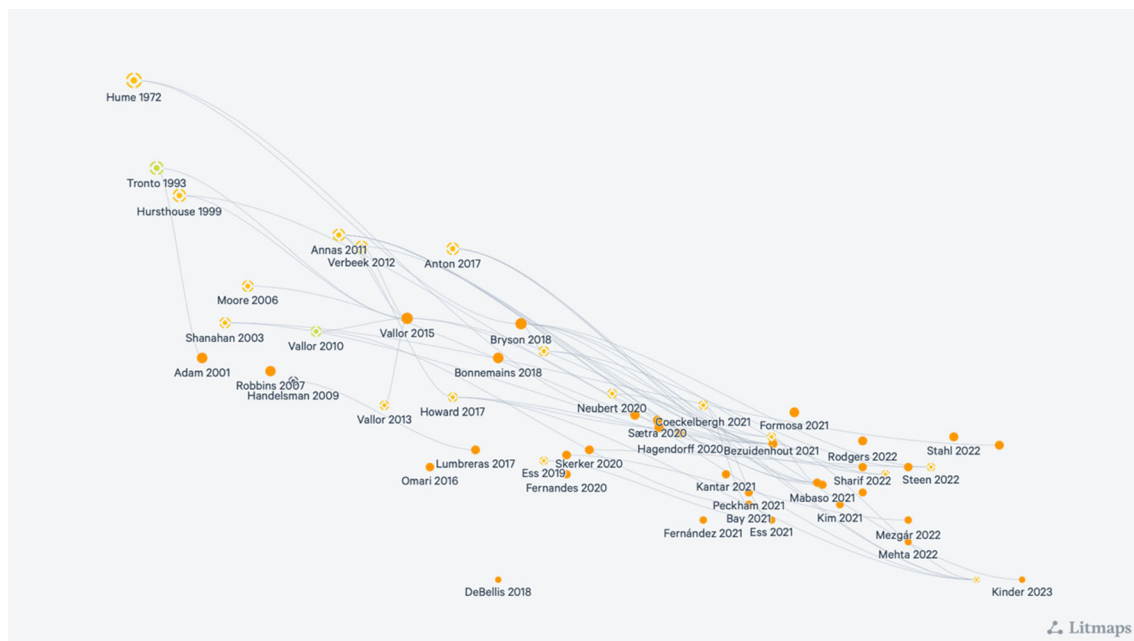 Hume 1972
Tronto 1993
Hursthouse 1999
Annas 2011
Verbeek 2012
Anton 2017
Moore 2006
Shanahan 2003
Vallor 2010
Vallor 2015
Bryson 2018
Adam 2001
Bonnemains 2018
Robbins 2007
Handelsman 2009
Vallor 2013
Howard 2017
Neubert 2020
Coeckelbergh 2021
Formosa 2021
Sætra 2020
Hagendorff 2020
Bezuidenhout 2021
Stahl 2022
Rodgers 2022
Lumbreras 2017
Skerker 2020
Ess 2019
Omari 2016
Fernandes 2020
Kantar 2021
Sharif 2022
Steen 2022
Mabaso 2021
Peckham 2021
Bay 2021
Kim 2021
Fernández 2021
Ess 2021
Mezgár 2022
Mehta 2022
DeBellis 2018
Kinder 2023
Litmaps